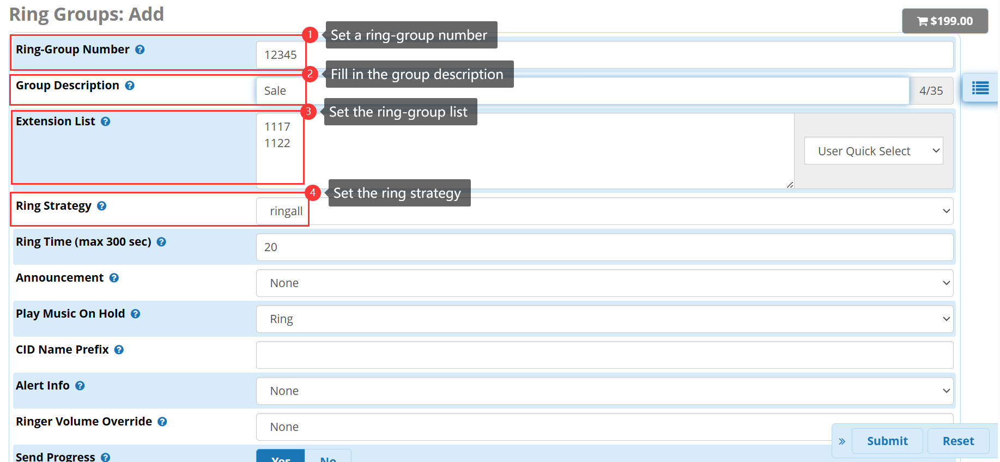 Ring Groups: Add
$199.00
1 Set a ring-group number
Ring-Group Number
12345
2 Fill in the group description
Group Description
Sale
4/35
3 Set the ring-group list
Extension List
1117
1122
User Quick Select
4 Set the ring strategy
Ring Strategy
ringall
Ring Time (max 300 sec)
20
Announcement
None
Play Music On Hold
Ring
CID Name Prefix
Alert Info
None
Ringer Volume Override
None
» Submit Reset
Send Progress
Yes No